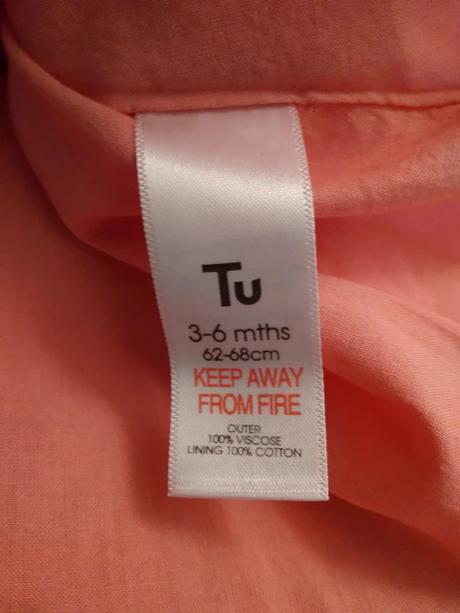 Tu
3-6 mths
62-68cm
KEEP AWAY
FROM FIRE
OUTER
100% VISCOSE
LINING 100% COTTON